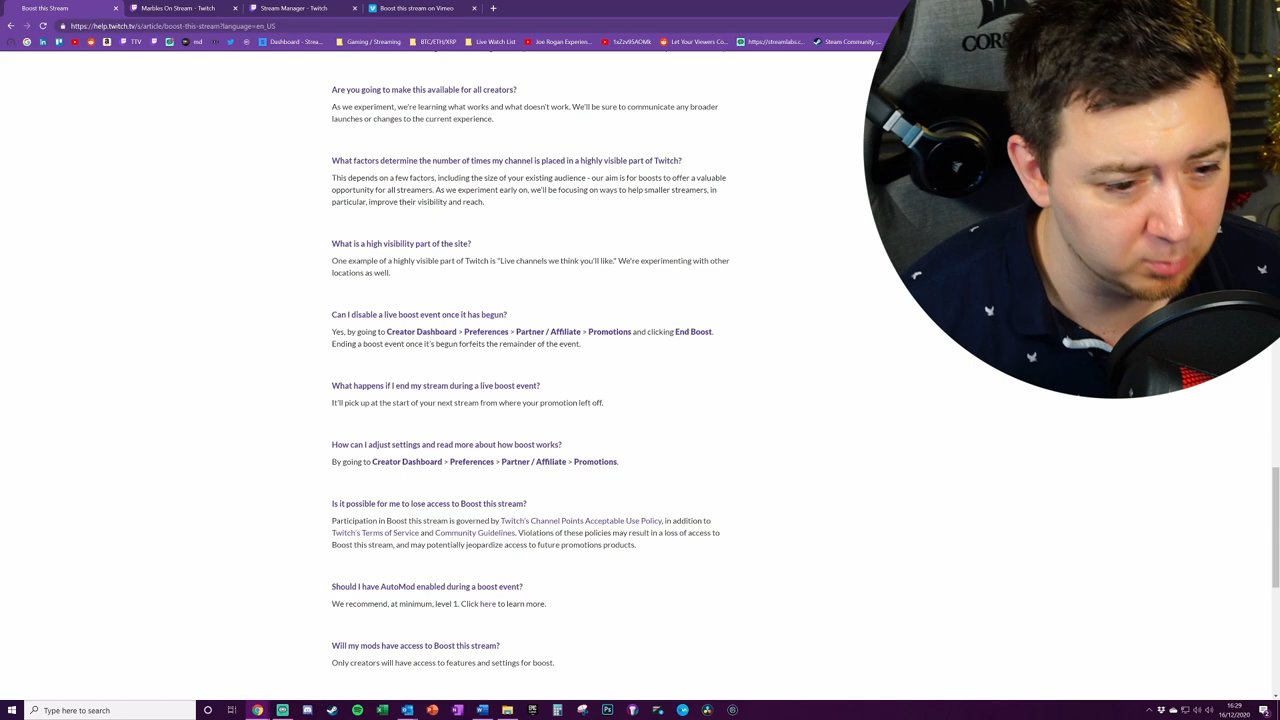 Boost this Stream
Marbles On Stream - Twitch
Stream Manager - Twitch
Boost this stream on Vimeo
https://help.twitch.tv/s/article/boost-this-stream?language=en_US
TTV
md
Dashboard - Strea...
Gaming / Streaming
BTC/ETH/XRP
Live Watch List
Joe Rogan Experien...
1sZzv95AOMk
Let Your Viewers Co...
https://streamlabs.c...
Steam Community -...
CORS
Are you going to make this available for all creators?
As we experiment, we're learning what works and what doesn't work. We'll be sure to communicate any broader
launches or changes to the current experience.
What factors determine the number of times my channel is placed in a highly visible part of Twitch?
This depends on a few factors, including the size of your existing audience - our aim is for boosts to offer a valuable
opportunity for all streamers. As we experiment early on, we'll be focusing on ways to help smaller streamers, in
particular, improve their visibility and reach.
What is a high visibility part of the site?
One example of a highly visible part of Twitch is "Live channels we think you'll like." We're experimenting with other
locations as well.
Can I disable a live boost event once it has begun?
Yes, by going to Creator Dashboard > Preferences > Partner / Affiliate > Promotions and clicking End Boost.
Ending a boost event once it's begun forfeits the remainder of the event.
What happens if I end my stream during a live boost event?
It'll pick up at the start of your next stream from where your promotion left off.
How can I adjust settings and read more about how boost works?
By going to Creator Dashboard > Preferences > Partner / Affiliate > Promotions.
Is it possible for me to lose access to Boost this stream?
Participation in Boost this stream is governed by Twitch's Channel Points Acceptable Use Policy, in addition to
Twitch's Terms of Service and Community Guidelines. Violations of these policies may result in a loss of access to
Boost this stream, and may potentially jeopardize access to future promotions products.
Should I have AutoMod enabled during a boost event?
We recommend, at minimum, level 1. Click here to learn more.
Will my mods have access to Boost this stream?
Only creators will have access to features and settings for boost.
Type here to search
16:29
16/12/2020